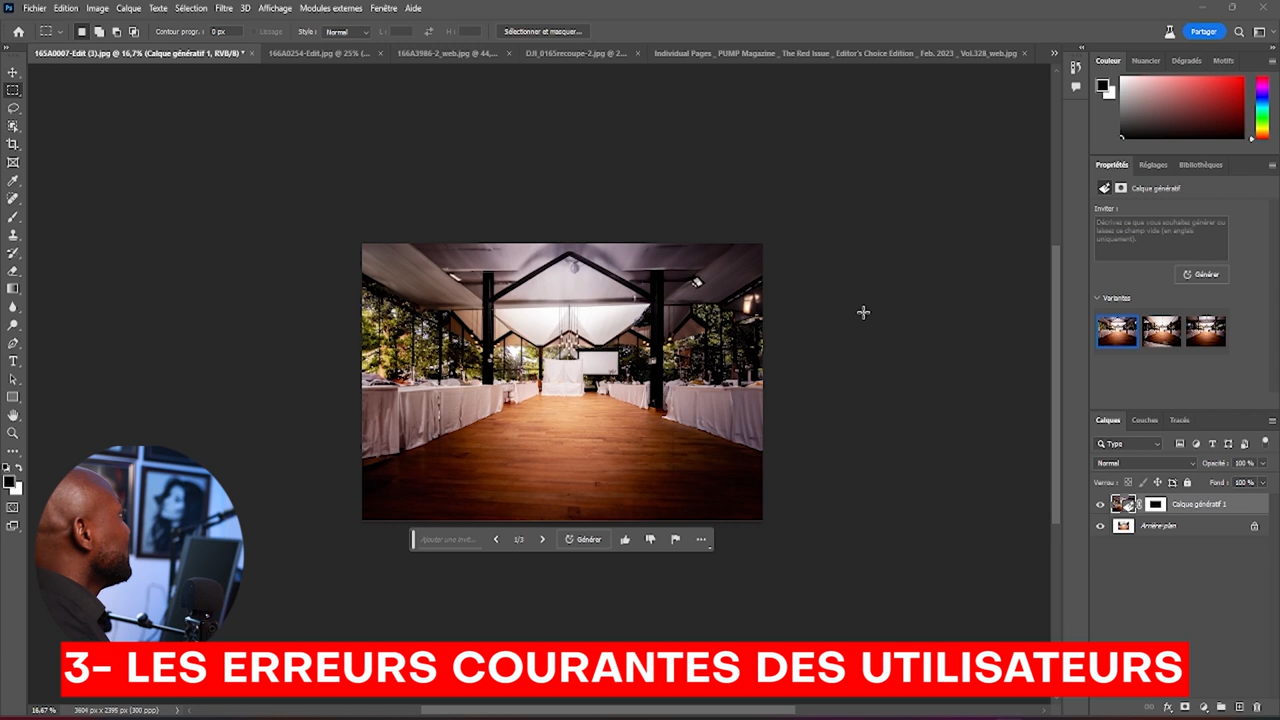 Fichier Edition Image Calque Texte Sélection Filtre 3D Affichage Modules externes Fenêtre Aide
Contour progr. : 0 px Lissage Style : Normal L : H : Sélectionner et masquer... Partager
165A0007-Edit (3).jpg @ 16,7% (Calque génératif 1, RVB/8) *
166A0254-Edit.jpg @ 25% (...
166A3986-2_web.jpg @ 44,...
DJI_0165recoupe-2.jpg @ 2...
Individual Pages _ PUMP Magazine _ The Red Issue _ Editor's Choice Edition _ Feb. 2023 _ Vol.328_web.jpg
Couleur Nuancier Dégradés Motifs
Propriétés Réglages Bibliothèques
Calque génératif
Inviter :
Décrivez ce que vous souhaitez générer ou
laissez ce champ vide (en anglais
uniquement).
Générer
Variantes
Ajouter une invit... 1/3 Générer
Calques Couches Tracés
Type
Normal Opacité : 100 %
Verrou : Fond : 100 %
Calque génératif 1
Arrière-plan
3- LES ERREURS COURANTES DES UTILISATEURS
16,67 % 3604 px x 2395 px (300 ppp)